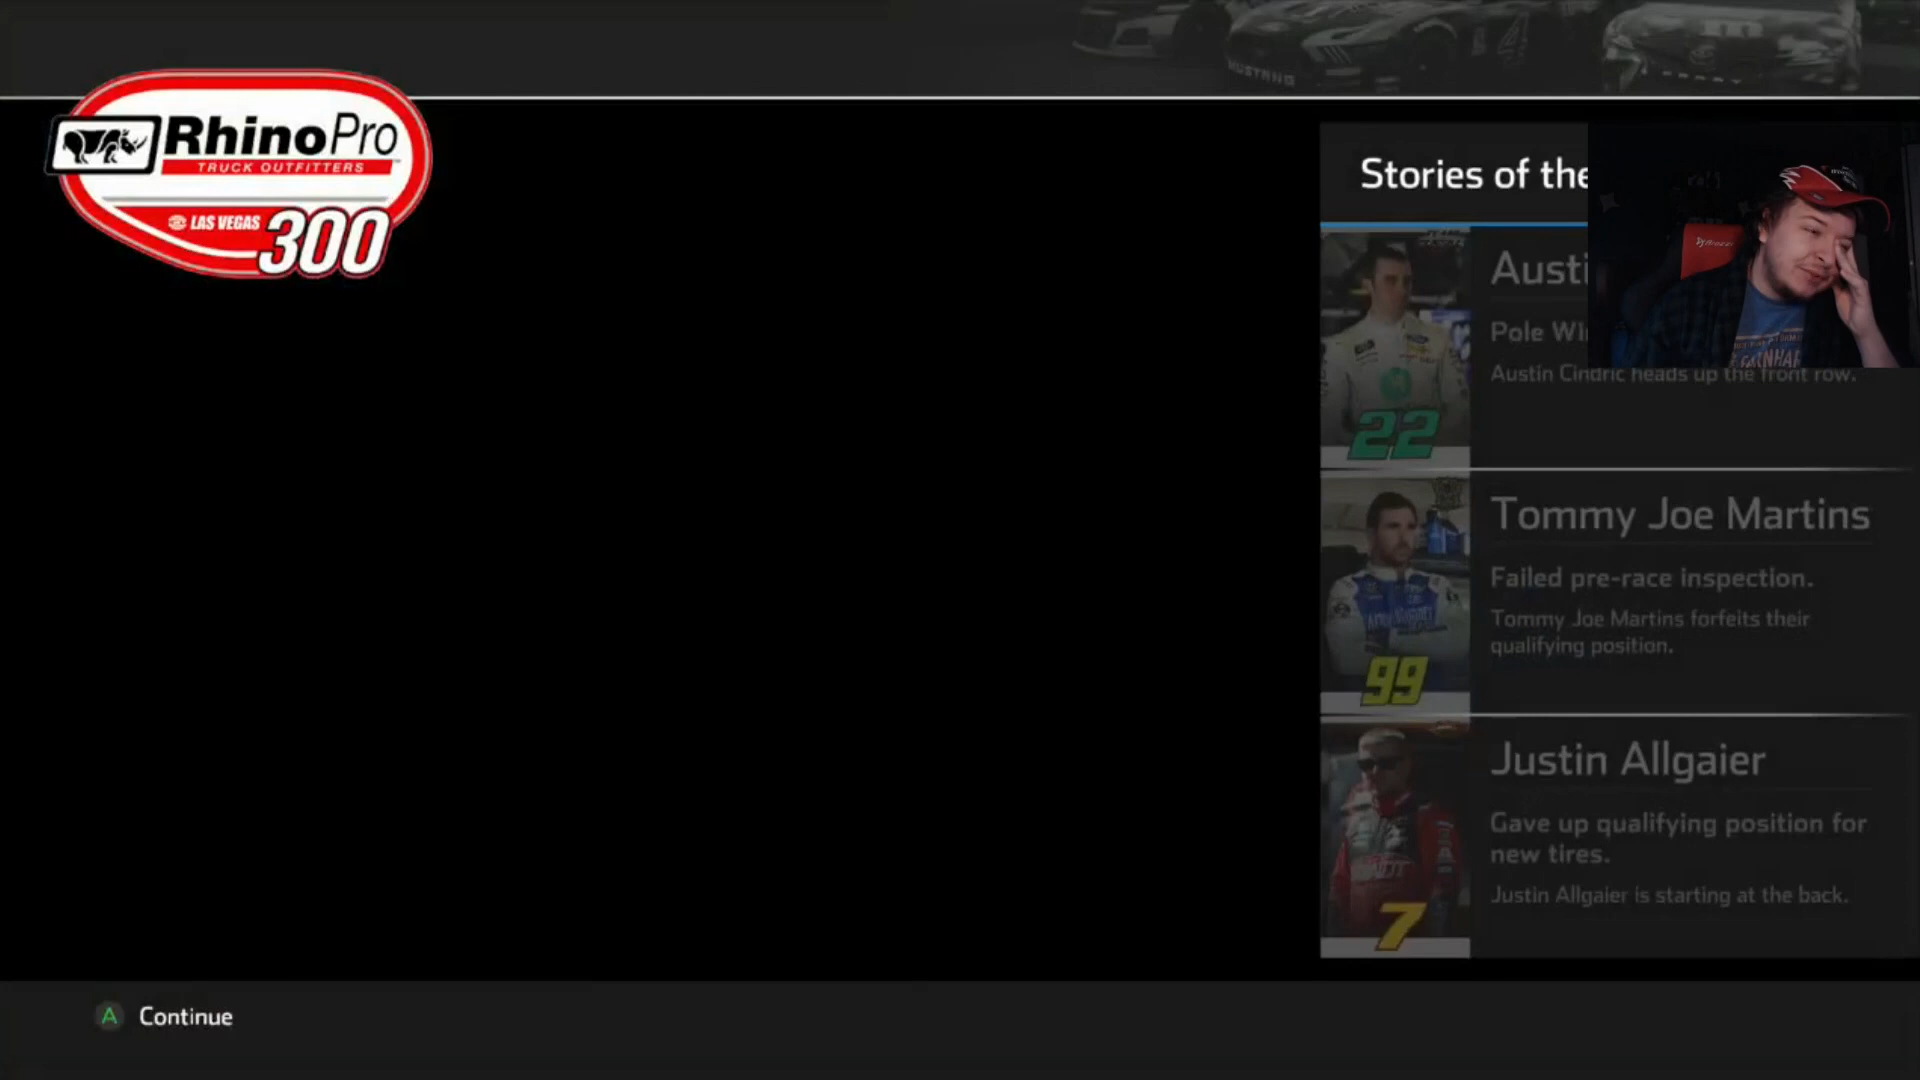 MUSTANG
RhinoPro
TRUCK OUTFITTERS
LAS VEGAS
300
Stories of the
Austi
Pole Wi
Austin Cindric heads up the front row.
22
Tommy Joe Martins
Failed pre-race inspection.
Tommy Joe Martins forfeits their
qualifying position.
99
Justin Allgaier
Gave up qualifying position for
new tires.
Justin Allgaier is starting at the back.
7
A Continue